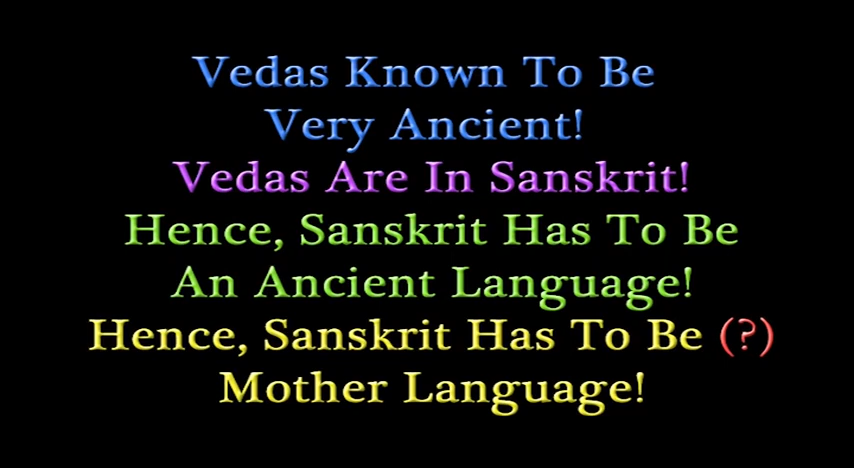 Vedas Known To Be
Very Ancient!
Vedas Are In Sanskrit!
Hence, Sanskrit Has To Be
An Ancient Language!
Hence, Sanskrit Has To Be (?)
Mother Language!